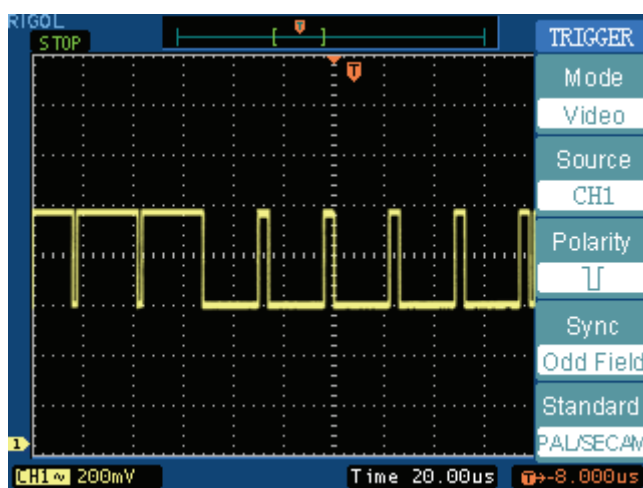 RIGOL
STOP
T
T
TRIGGER
Mode
Video
Source
CH1
Polarity
Sync
Odd Field
Standard
PAL/SECAM
1
CH1~ 200mV
Time 20.00us
T→-8.000us